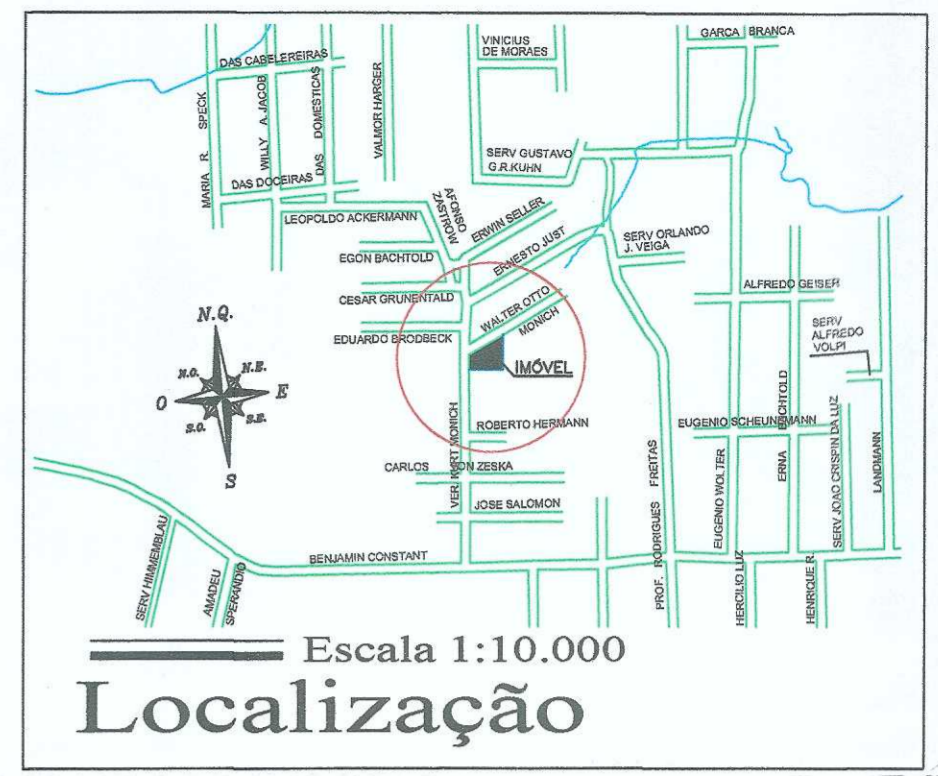 GARÇA BRANCA
VINICIUS
DE MORAES
DAS CABELEREIRAS
MARIA R. SPECK
WILLY A. JACOB
DAS DOMESTICAS
VALMOR HARGER
SERV GUSTAVO
G.R.KUHN
DAS DOCEIRAS
LEOPOLDO ACKERMANN
AFONSO
ZASTROW
ERWIN SELLER
ERNESTO JUST
SERV ORLANDO
J. VEIGA
EGON BACHTOLD
CESAR GRUNENTALD
WALTER OTTO
MONICH
ALFREDO GEISER
EDUARDO BRODBECK
SERV
ALFREDO
VOLPI
IMÓVEL
N.Q.
N.O.
N.E.
O
E
S.O.
S.E.
S
VER. KURT MONICH
ROBERTO HERMANN
EUGENIO SCHEUNEMANN
CARLOS VON ZESKA
JOSE SALOMON
PROF. RODRIGUES FREITAS
EUGENIO WOLTER
ERNA BACHTOLD
SERV JOAO CRISPIN DA LUZ
LANDMANN
BENJAMIN CONSTANT
SERV HIMMEMBLAU
AMADEU
SPERANDIO
HERCILIO LUZ
HENRIQUE R.
Escala 1:10.000
Localização